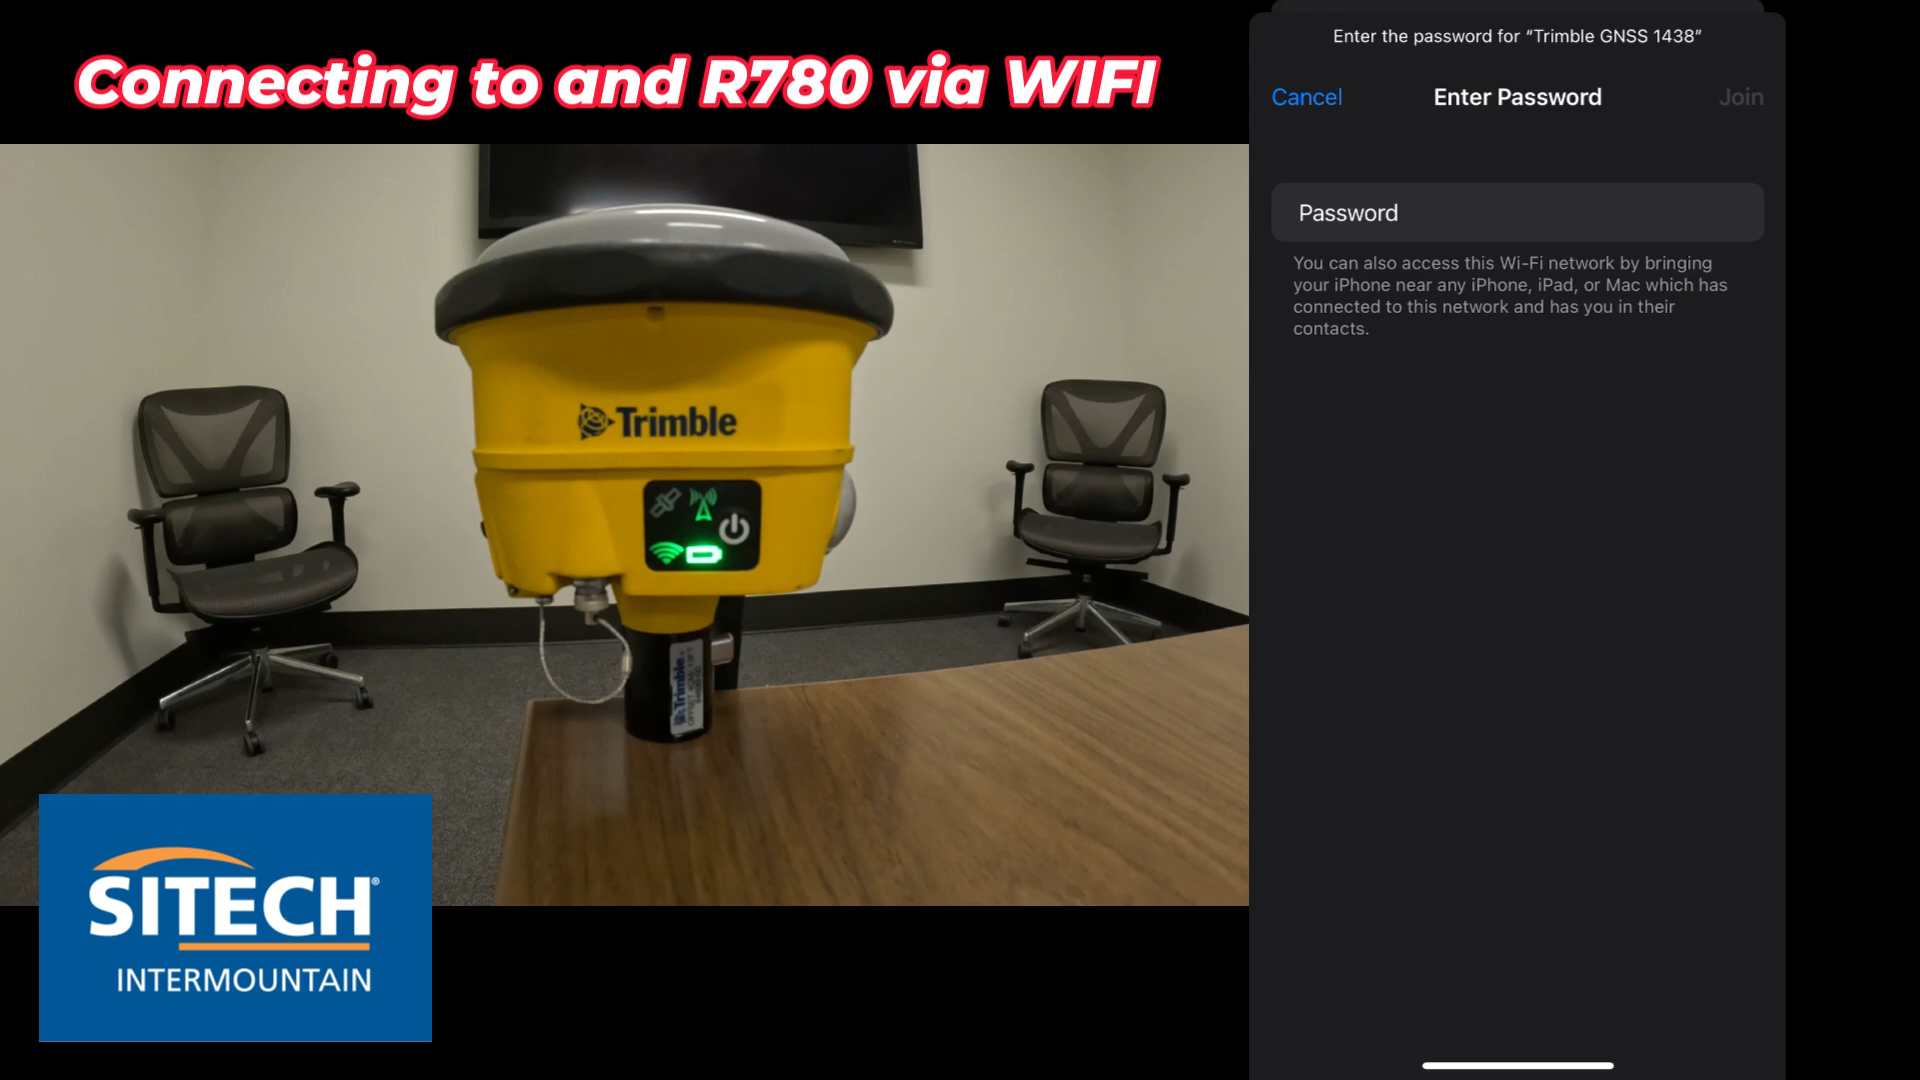 Connecting to and R780 via WIFI
Trimble
Trimble
SITECH®
INTERMOUNTAIN
Enter the password for “Trimble GNSS 1438”
Cancel
Enter Password
Join
Password
You can also access this Wi-Fi network by bringing
your iPhone near any iPhone, iPad, or Mac which has
connected to this network and has you in their
contacts.